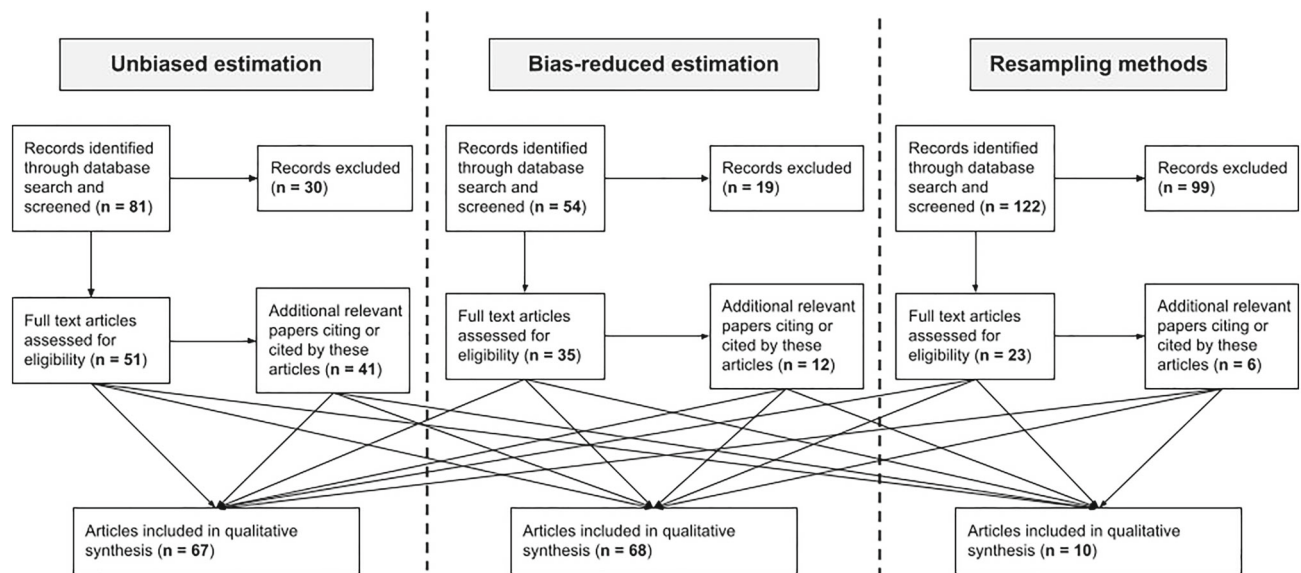 Unbiased estimation
Records identified
through database
search and
screened (n = 81)
Records excluded
(n = 30)
Full text articles
assessed for
eligibility (n = 51)
Additional relevant
papers citing or
cited by these
articles (n = 41)
Articles included in qualitative
synthesis (n = 67)
Bias-reduced estimation
Records identified
through database
search and
screened (n = 54)
Records excluded
(n = 19)
Full text articles
assessed for
eligibility (n = 35)
Additional relevant
papers citing or
cited by these
articles (n = 12)
Articles included in qualitative
synthesis (n = 68)
Resampling methods
Records identified
through database
search and
screened (n = 122)
Records excluded
(n = 99)
Full text articles
assessed for
eligibility (n = 23)
Additional relevant
papers citing or
cited by these
articles (n = 6)
Articles included in qualitative
synthesis (n = 10)